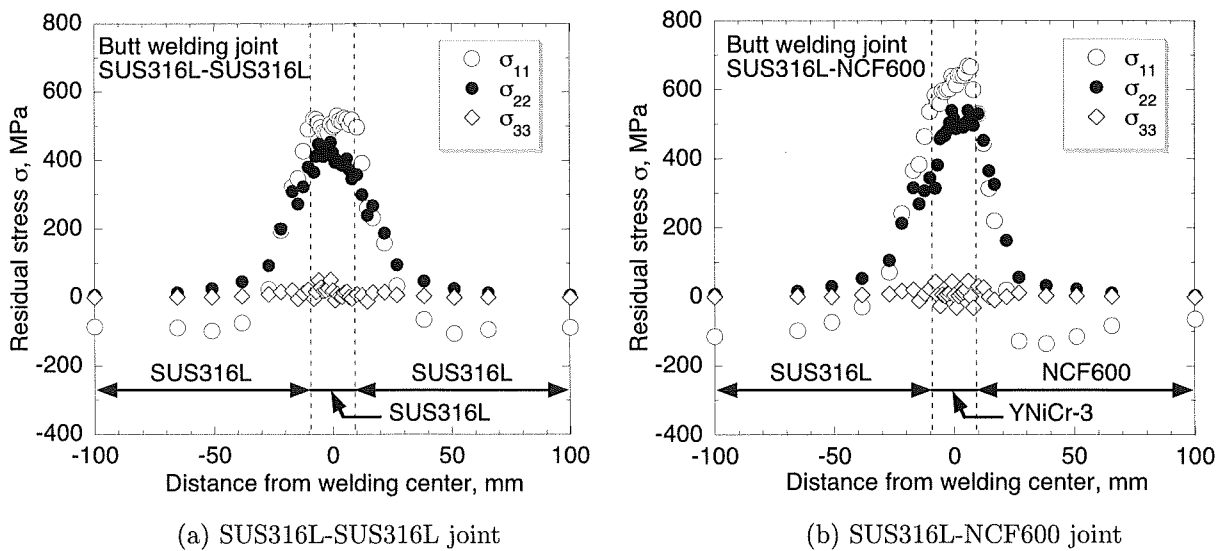 800
600
400
200
0
-200
-400
Residual stress σ, MPa
Butt welding joint
SUS316L-SUS316L
σ11
σ22
σ33
SUS316L
SUS316L
SUS316L
-100
-50
0
50
100
Distance from welding center, mm
(a) SUS316L-SUS316L joint
800
600
400
200
0
-200
-400
Residual stress σ, MPa
Butt welding joint
SUS316L-NCF600
σ11
σ22
σ33
SUS316L
NCF600
YNiCr-3
-100
-50
0
50
100
Distance from welding center, mm
(b) SUS316L-NCF600 joint